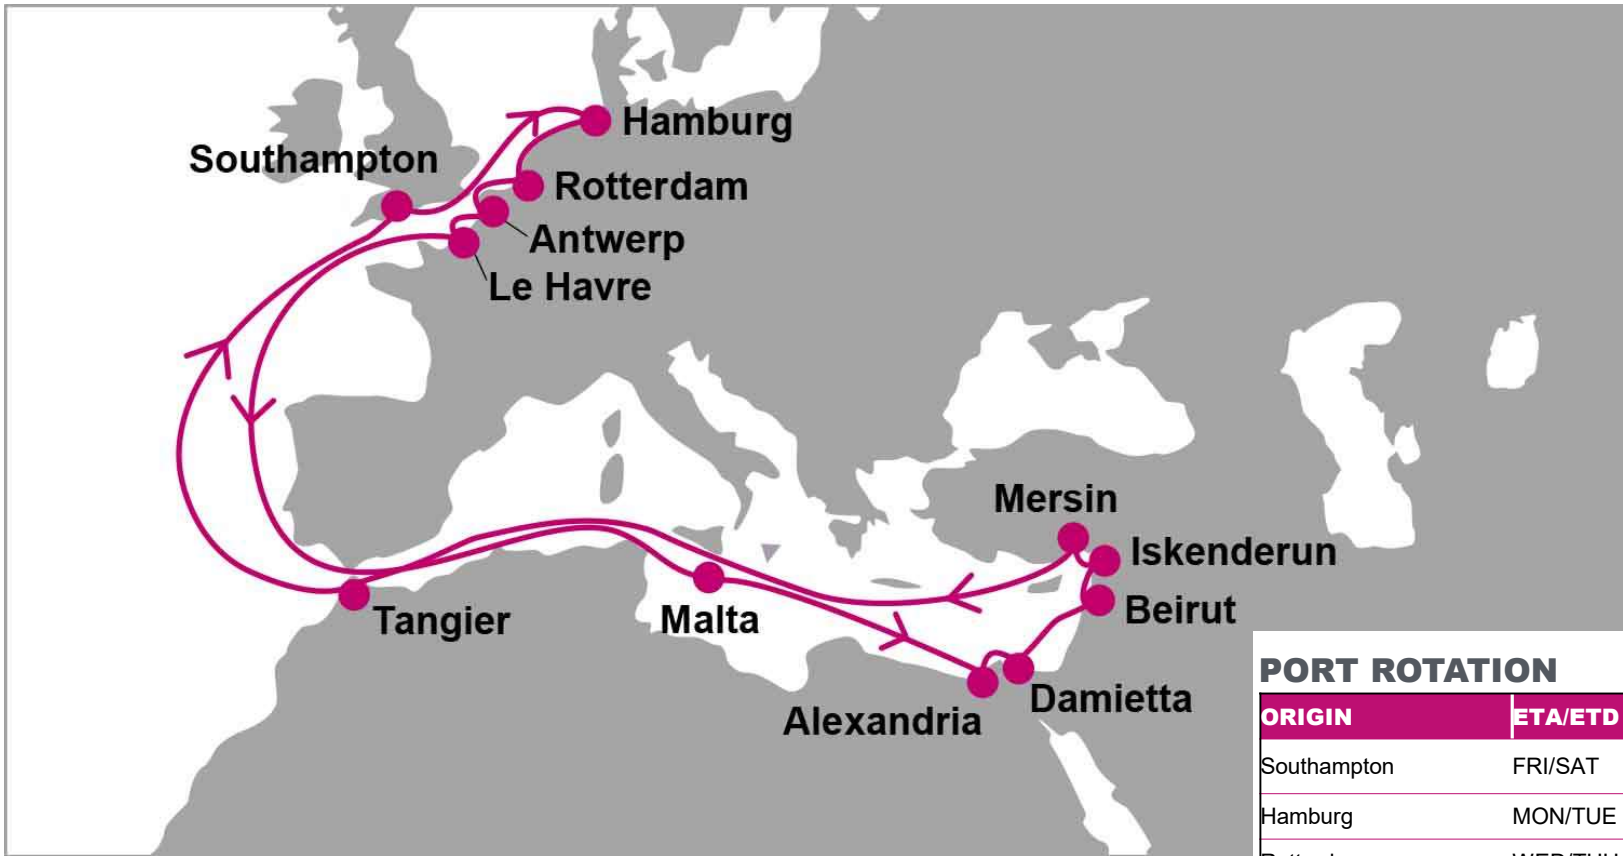 Hamburg
Southampton
Rotterdam
Antwerp
Le Havre
Mersin
Iskenderun
Beirut
Tangier
Malta
Damietta
Alexandria
PORT ROTATION
ORIGIN ETA/ETD
Southampton FRI/SAT
Hamburg MON/TUE